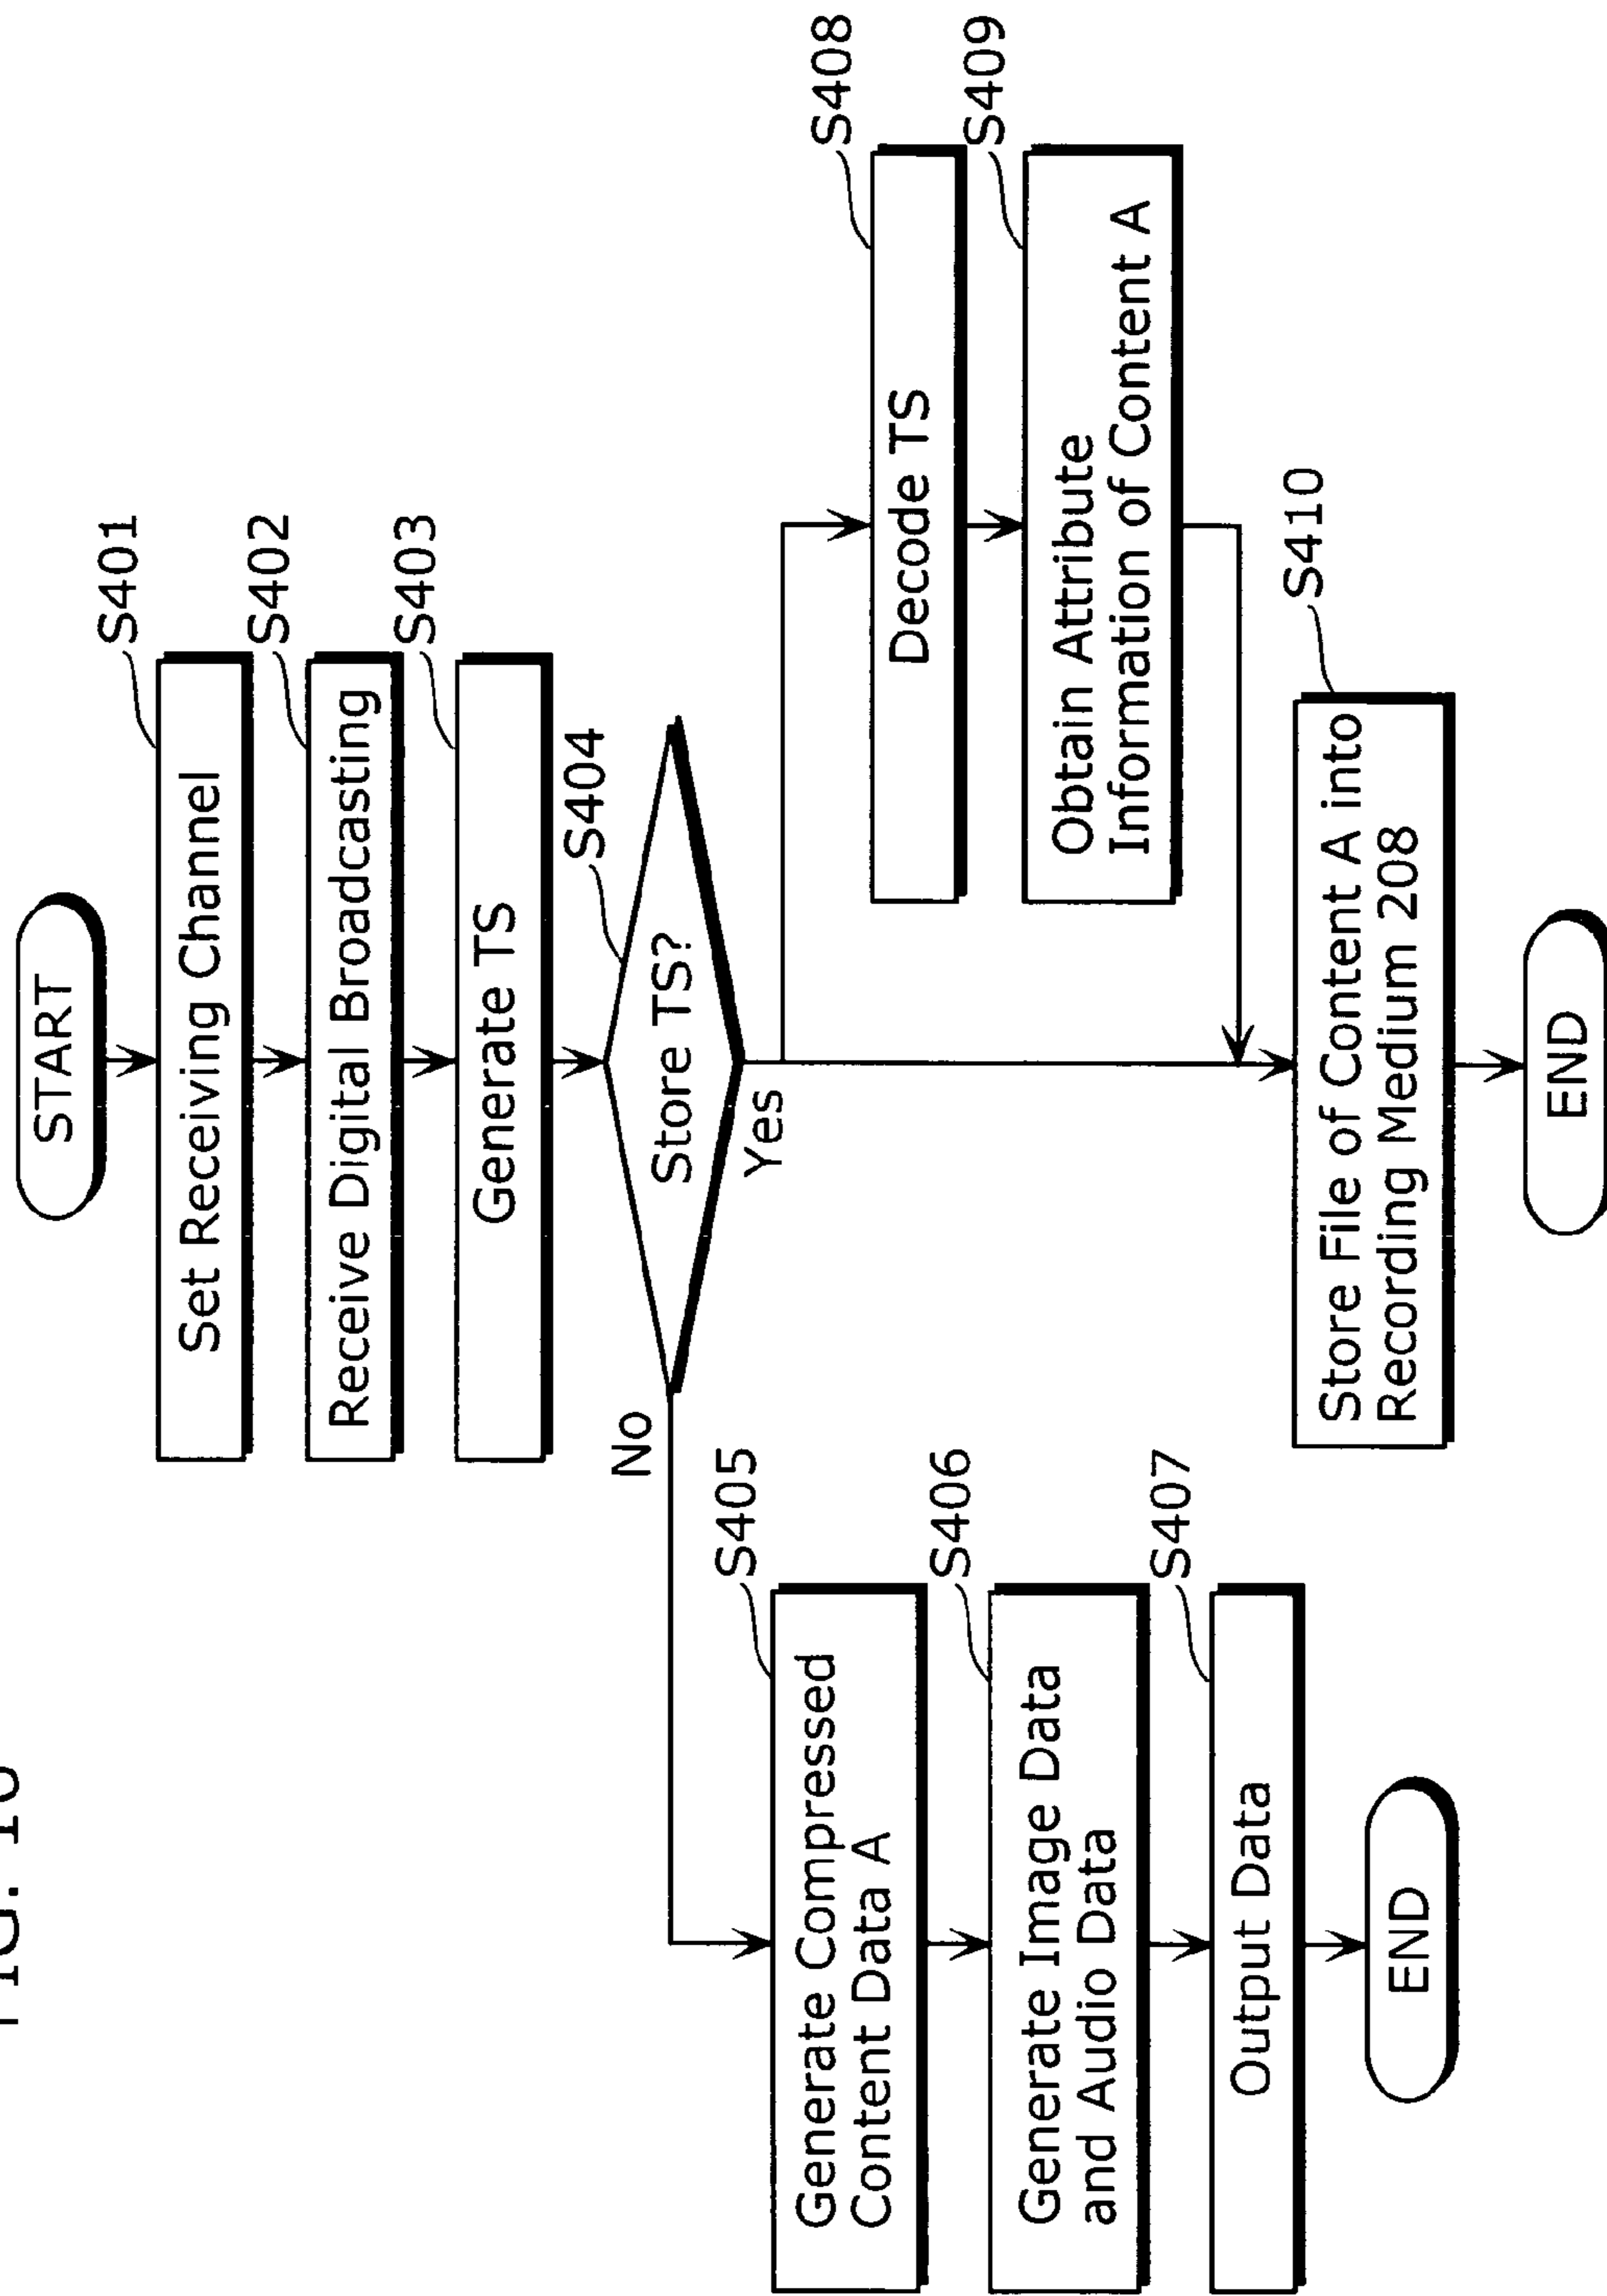 FIG.
START
S401
Set Receiving Channel
S402
Receive Digital Broadcasting
S403
Generate TS
S404
Store TS?
No
Yes
S405
Generate Compressed
Content Data A
S406
Generate Image Data
and Audio Data
S407
Output Data
END
S408
Decode TS
S409
Obtain Attribute
Information of Content A
S410
Store File of Content A into
Recording Medium 208
END